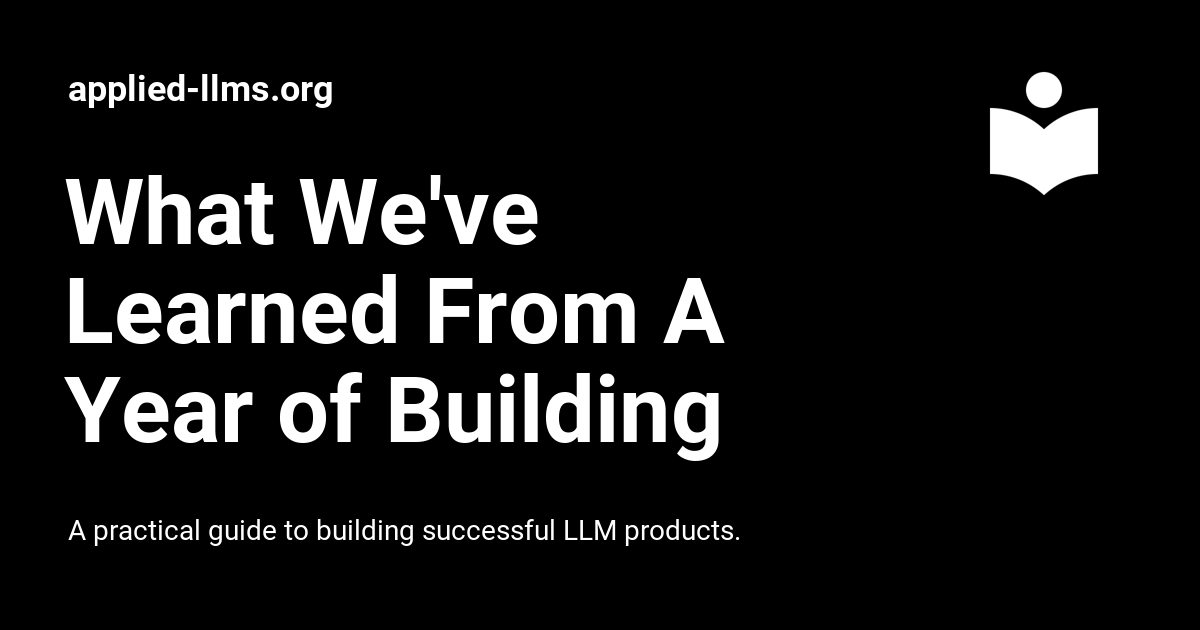 applied-llms.org
What We've
Learned From A
Year of Building
A practical guide to building successful LLM products.